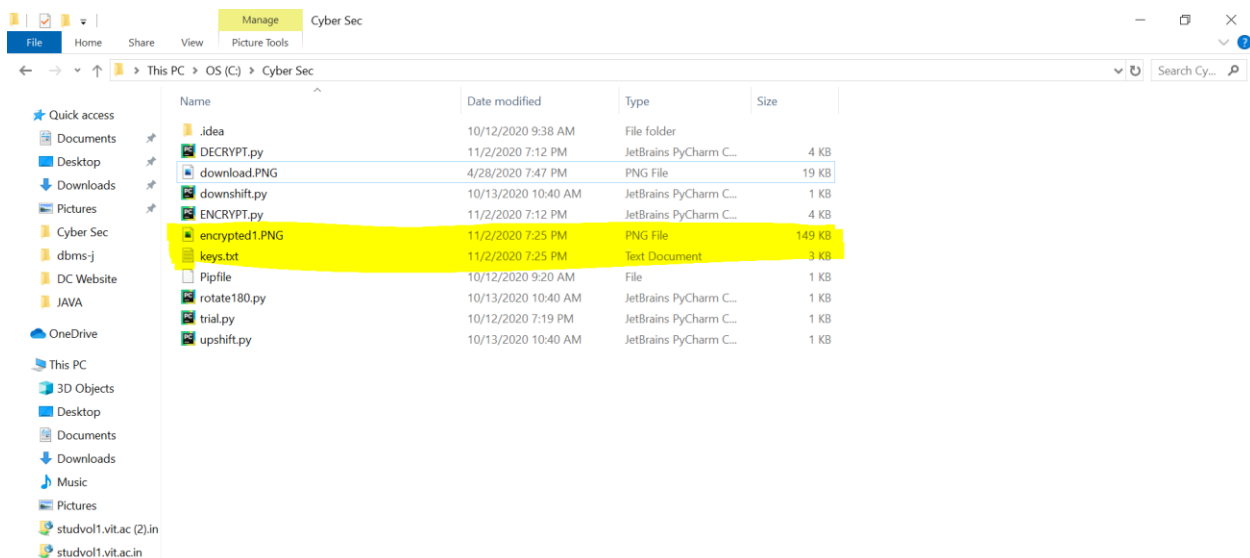 Manage Cyber Sec
File Home Share View Picture Tools
This PC > OS (C:) > Cyber Sec Search Cy...
Name Date modified Type Size
Quick access
Documents
Desktop
Downloads
Pictures
Cyber Sec
dbms-j
DC Website
JAVA
OneDrive
This PC
3D Objects
Desktop
Documents
Downloads
Music
Pictures
studvol1.vit.ac (2).in
studvol1.vit.ac.in
.idea 10/12/2020 9:38 AM File folder
DECRYPT.py 11/2/2020 7:12 PM JetBrains PyCharm C... 4 KB
download.PNG 4/28/2020 7:47 PM PNG File 19 KB
downshift.py 10/13/2020 10:40 AM JetBrains PyCharm C... 1 KB
ENCRYPT.py 11/2/2020 7:12 PM JetBrains PyCharm C... 4 KB
encrypted1.PNG 11/2/2020 7:25 PM PNG File 149 KB
keys.txt 11/2/2020 7:25 PM Text Document 3 KB
Pipfile 10/12/2020 9:20 AM File 1 KB
rotate180.py 10/13/2020 10:40 AM JetBrains PyCharm C... 1 KB
trial.py 10/12/2020 7:19 PM JetBrains PyCharm C... 1 KB
upshift.py 10/13/2020 10:40 AM JetBrains PyCharm C... 1 KB